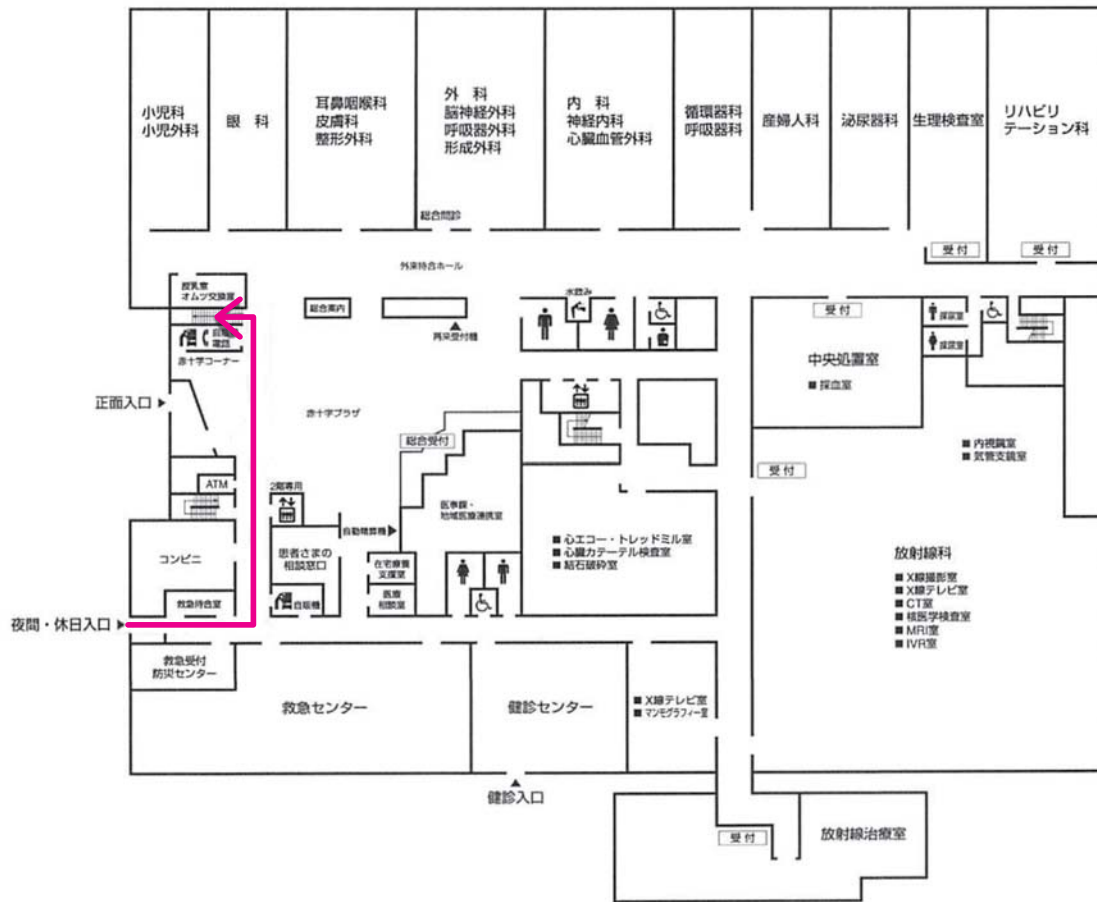 小児科
小児外科
眼 科
耳鼻咽喉科
皮膚科
整形外科
外 科
脳神経外科
呼吸器外科
形成外科
内 科
神経内科
心臓血管外科
循環器科
呼吸器科
産婦人科
泌尿器科
生理検査室
リハビリ
テーション科
総合問診
受 付
受 付
外来待合ホール
授乳室
オムツ交換室
総合案内
再来受付機
水飲み
受 付
採尿室
採尿室
電話
赤十字コーナー
中央処置室
■ 採血室
正面入口
赤十字プラザ
総合受付
■ 内視鏡室
■ 気管支鏡室
受 付
ATM
2階専用
医事課・
地域医療連携室
自動精算機
コンビニ
患者さまの
相談窓口
在宅療養
支援室
■ 心エコー・トレッドミル室
■ 心臓カテーテル検査室
■ 結石破砕室
放射線科
■ X線撮影室
■ X線テレビ室
■ CT室
■ 核医学検査室
■ MRI室
■ IVR室
救急待合室
自販機
医療
相談室
夜間・休日入口
救急受付
防災センター
救急センター
健診センター
■ X線テレビ室
■ マンモグラフィー室
健診入口
受 付
放射線治療室